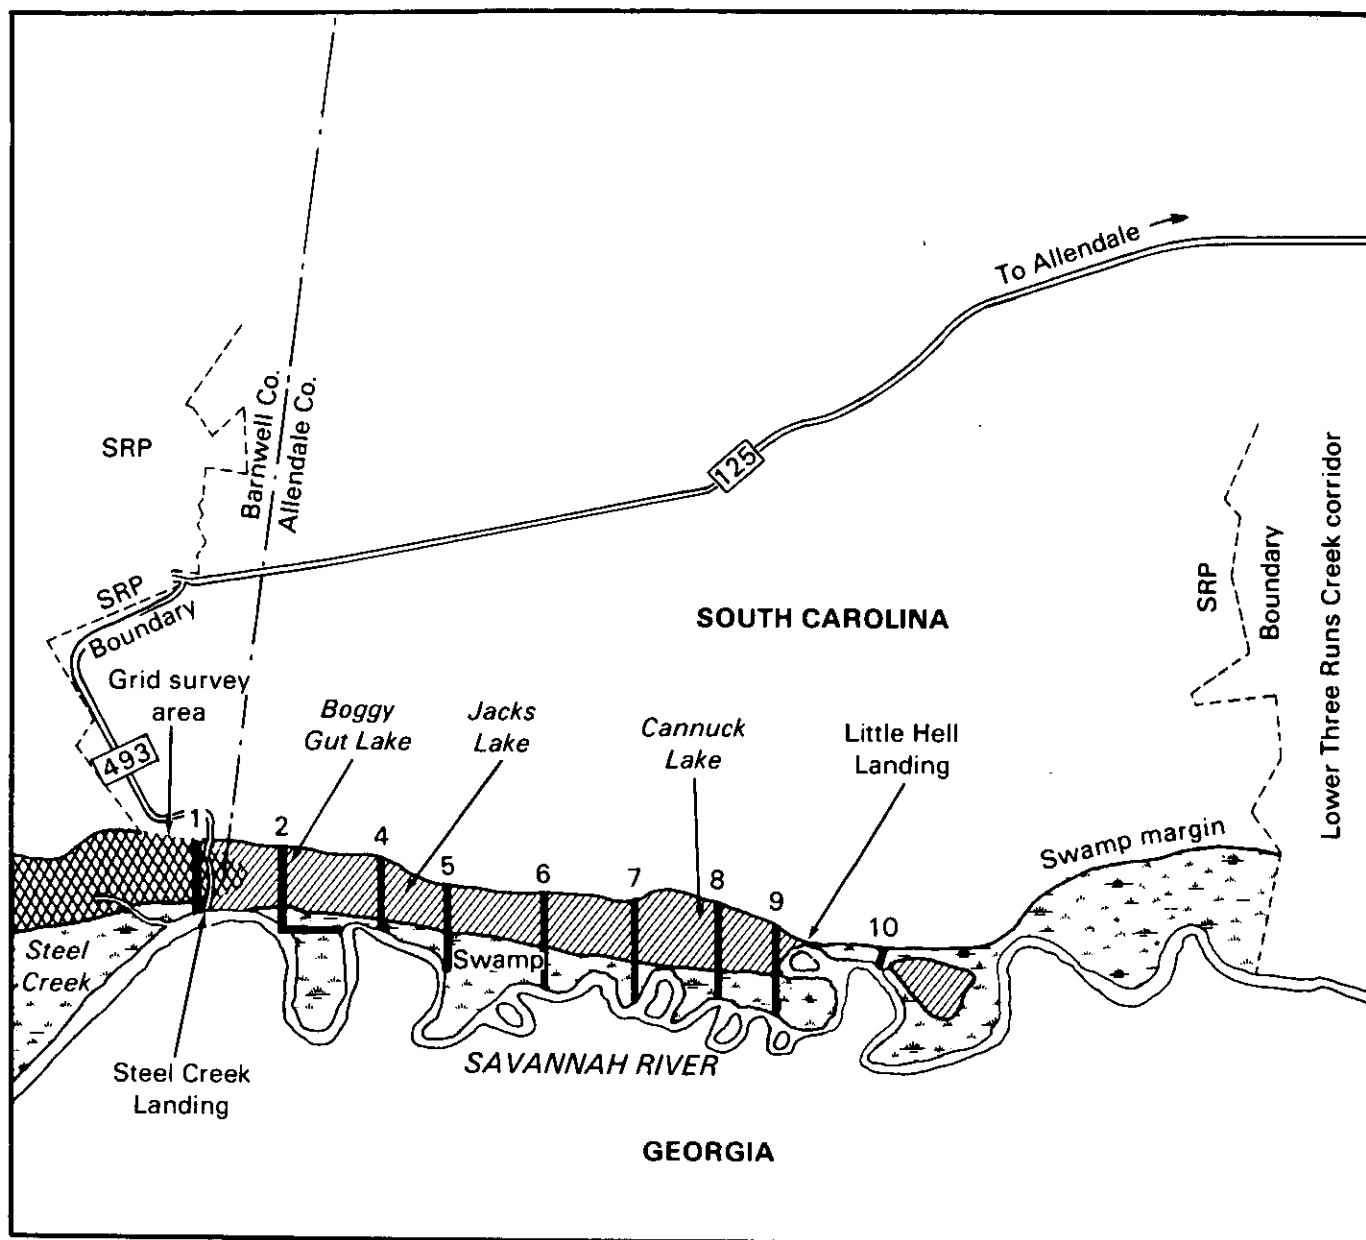 To Allendale
SRP
Barnwell Co.
Allendale Co.
125
Lower Three Runs Creek corridor
SRP
Boundary
SRP
Boundary
SOUTH CAROLINA
Grid survey
area
493
Boggy
Gut Lake
Jacks
Lake
Cannuck
Lake
Little Hell
Landing
1
2
4
5
6
7
8
9
10
Swamp margin
Steel
Creek
Swamp
SAVANNAH RIVER
Steel Creek
Landing
GEORGIA